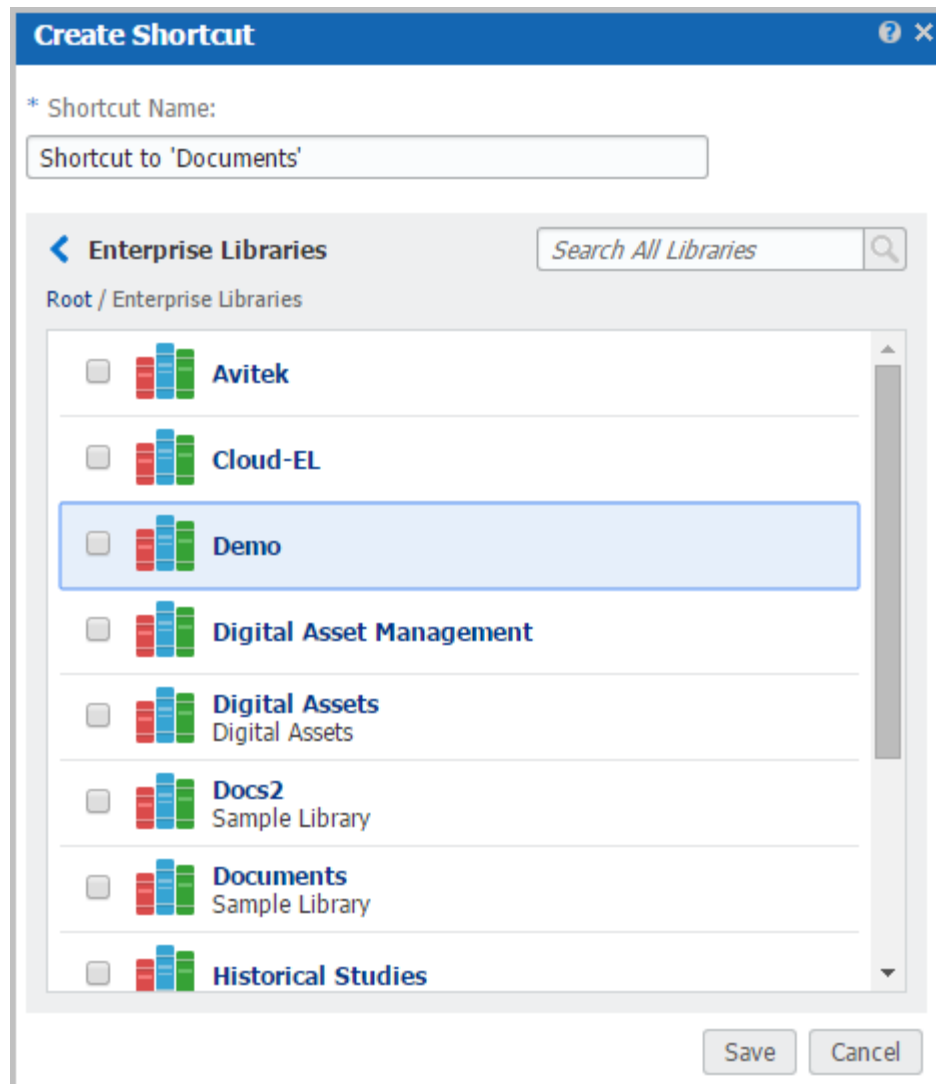 Create Shortcut
* Shortcut Name:
Shortcut to 'Documents'
Enterprise Libraries
Search All Libraries
Root / Enterprise Libraries
Avitek
Cloud-EL
Demo
Digital Asset Management
Digital Assets
Digital Assets
Docs2
Sample Library
Documents
Sample Library
Historical Studies
Save
Cancel